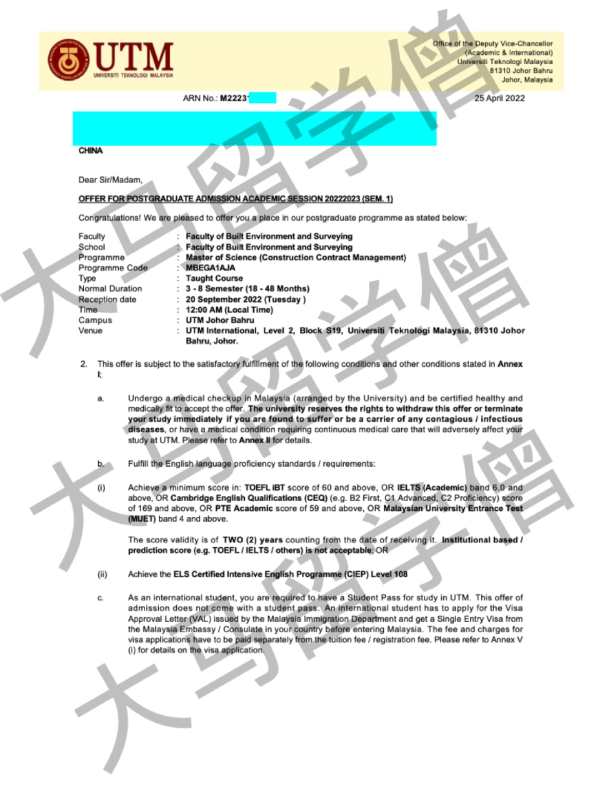 UTM
UNIVERSITI TEKNOLOGI MALAYSIA
Office of the Deputy Vice-Chancellor
(Academic & International)
Universiti Teknologi Malaysia
81310 Johor Bahru
Johor, Malaysia
ARN No.: M2223
25 April 2022
CHINA
Dear Sir/Madam,
OFFER FOR POSTGRADUATE ADMISSION ACADEMIC SESSION 20222023 (SEM. 1)
Congratulations! We are pleased to offer you a place in our postgraduate programme as stated below:
Faculty : Faculty of Built Environment and Surveying
School : Faculty of Built Environment and Surveying
Programme : Master of Science (Construction Contract Management)
Programme Code : MBEGA1AJA
Type : Taught Course
Normal Duration : 3 - 8 Semester (18 - 48 Months)
Reception date : 20 September 2022 (Tuesday )
Time : 12:00 AM (Local Time)
Campus : UTM Johor Bahru
Venue : UTM International, Level 2, Block S19, Universiti Teknologi Malaysia, 81310 Johor
Bahru, Johor.
2. This offer is subject to the satisfactory fulfillment of the following conditions and other conditions stated in Annex
I;
a. Undergo a medical checkup in Malaysia (arranged by the University) and be certified healthy and
medically fit to accept the offer. The university reserves the rights to withdraw this offer or terminate
your study immediately if you are found to suffer or be a carrier of any contagious / infectious
diseases, or have a medical condition requiring continuous medical care that will adversely affect your
study at UTM. Please refer to Annex II for details.
b. Fulfill the English language proficiency standards / requirements:
(i) Achieve a minimum score in: TOEFL iBT score of 60 and above, OR IELTS (Academic) band 6.0 and
above, OR Cambridge English Qualifications (CEQ) (e.g. B2 First, C1 Advanced, C2 Proficiency) score
of 169 and above, OR PTE Academic score of 59 and above, OR Malaysian University Entrance Test
(MUET) band 4 and above.
The score validity is of TWO (2) years counting from the date of receiving it. Institutional based /
prediction score (e.g. TOEFL / IELTS / others) is not acceptable; OR
(ii) Achieve the ELS Certified Intensive English Programme (CIEP) Level 108
c. As an international student, you are required to have a Student Pass for study in UTM. This offer of
admission does not come with a student pass. An International student has to apply for the Visa
Approval Letter (VAL) issued by the Malaysia Immigration Department and get a Single Entry Visa from
the Malaysia Embassy / Consulate in your country before entering Malaysia. The fee and charges for
visa applications have to be paid separately from the tuition fee / registration fee. Please refer to Annex V
(i) for details on the visa application.
大马留学僧
大马留学僧